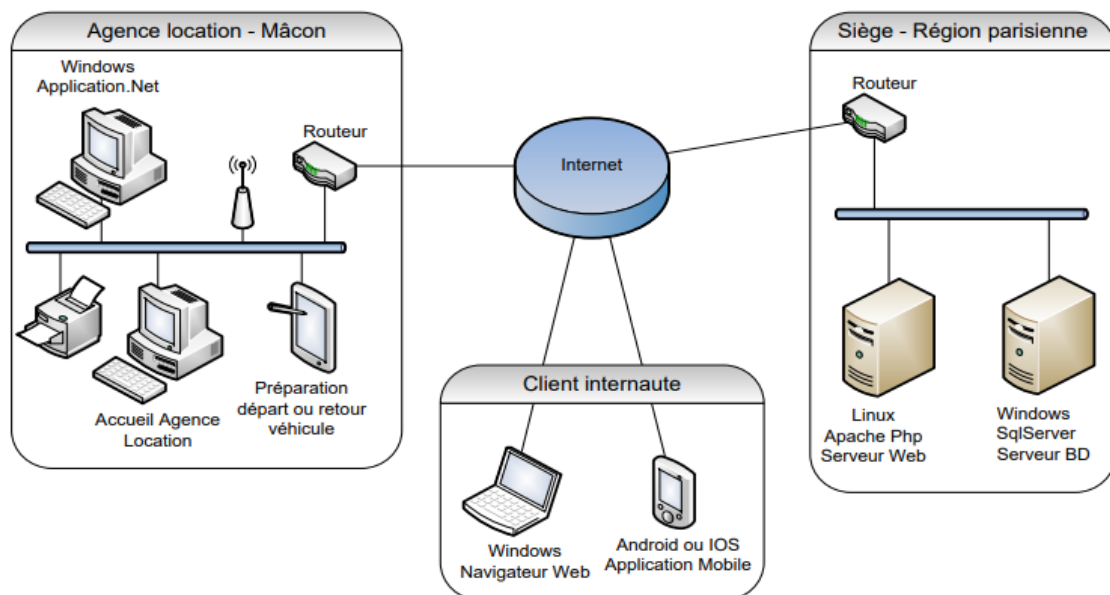 Agence location - Mâcon
Windows
Application.Net
Routeur
Accueil Agence
Location
Préparation
départ ou retour
véhicule
Internet
Siège - Région parisienne
Routeur
Linux
Apache Php
Serveur Web
Windows
SqlServer
Serveur BD
Client internaute
Windows
Navigateur Web
Android ou IOS
Application Mobile